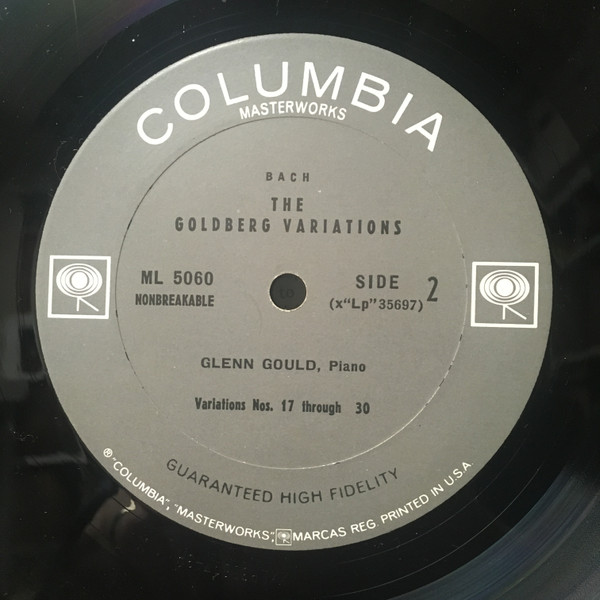 COLUMBIA
MASTERWORKS
BACH
THE
GOLDBERG VARIATIONS
ML 5060
NONBREAKABLE
SIDE 2
(x“Lp”35697)
GLENN GOULD, Piano
Variations Nos. 17 through 30
GUARANTEED HIGH FIDELITY
® “COLUMBIA”, “MASTERWORKS”, MARCAS REG. PRINTED IN U.S.A.